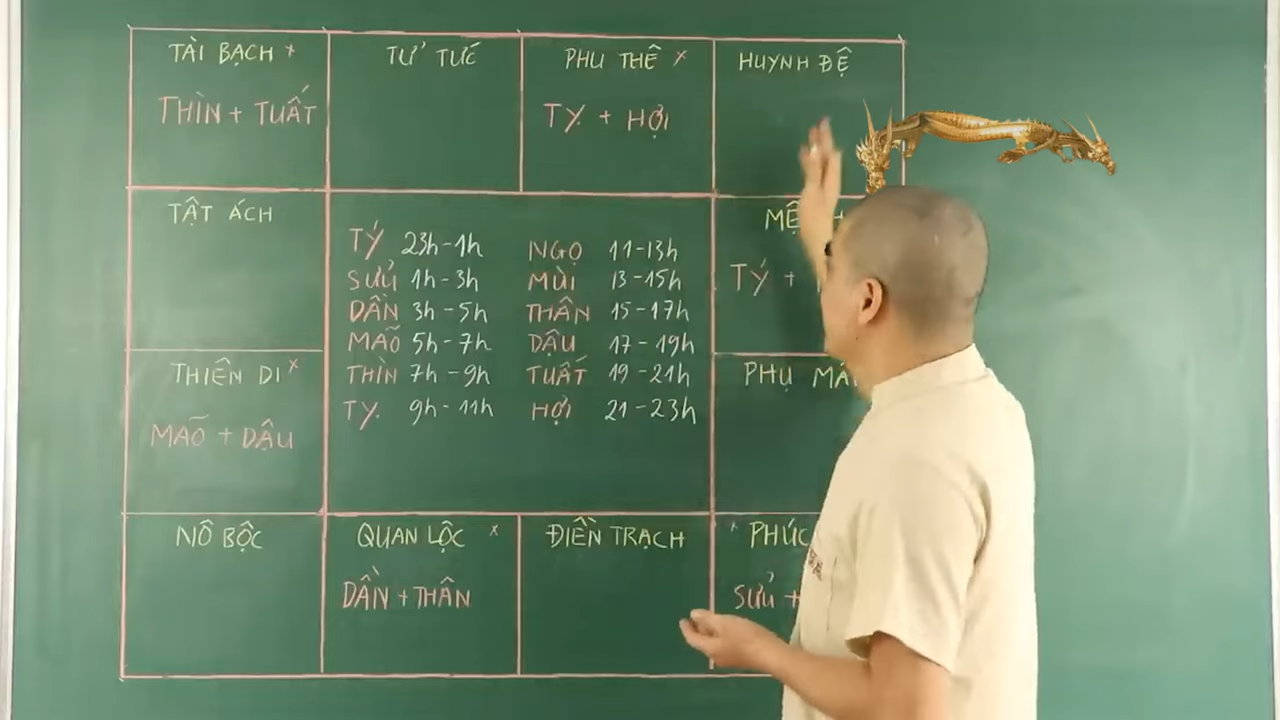 TÀI BẠCH x
THÌN + TUẤT
TỬ TỨC
PHU THÊ x
TỴ + HỢI
HUYNH ĐỆ
TẬT ÁCH
TÝ 23h-1h
SỬU 1h-3h
DẦN 3h-5h
MÃO 5h-7h
THÌN 7h-9h
TỴ 9h-11h
NGỌ 11-13h
MÙI 13-15h
THÂN 15-17h
DẬU 17-19h
TUẤT 19-21h
HỢI 21-23h
TÝ +
THIÊN DI x
MÃO + DẬU
PHỤ
NÔ BỘC
QUAN LỘC x
DẦN + THÂN
ĐIỀN TRẠCH
x PHÚC
SỬU +